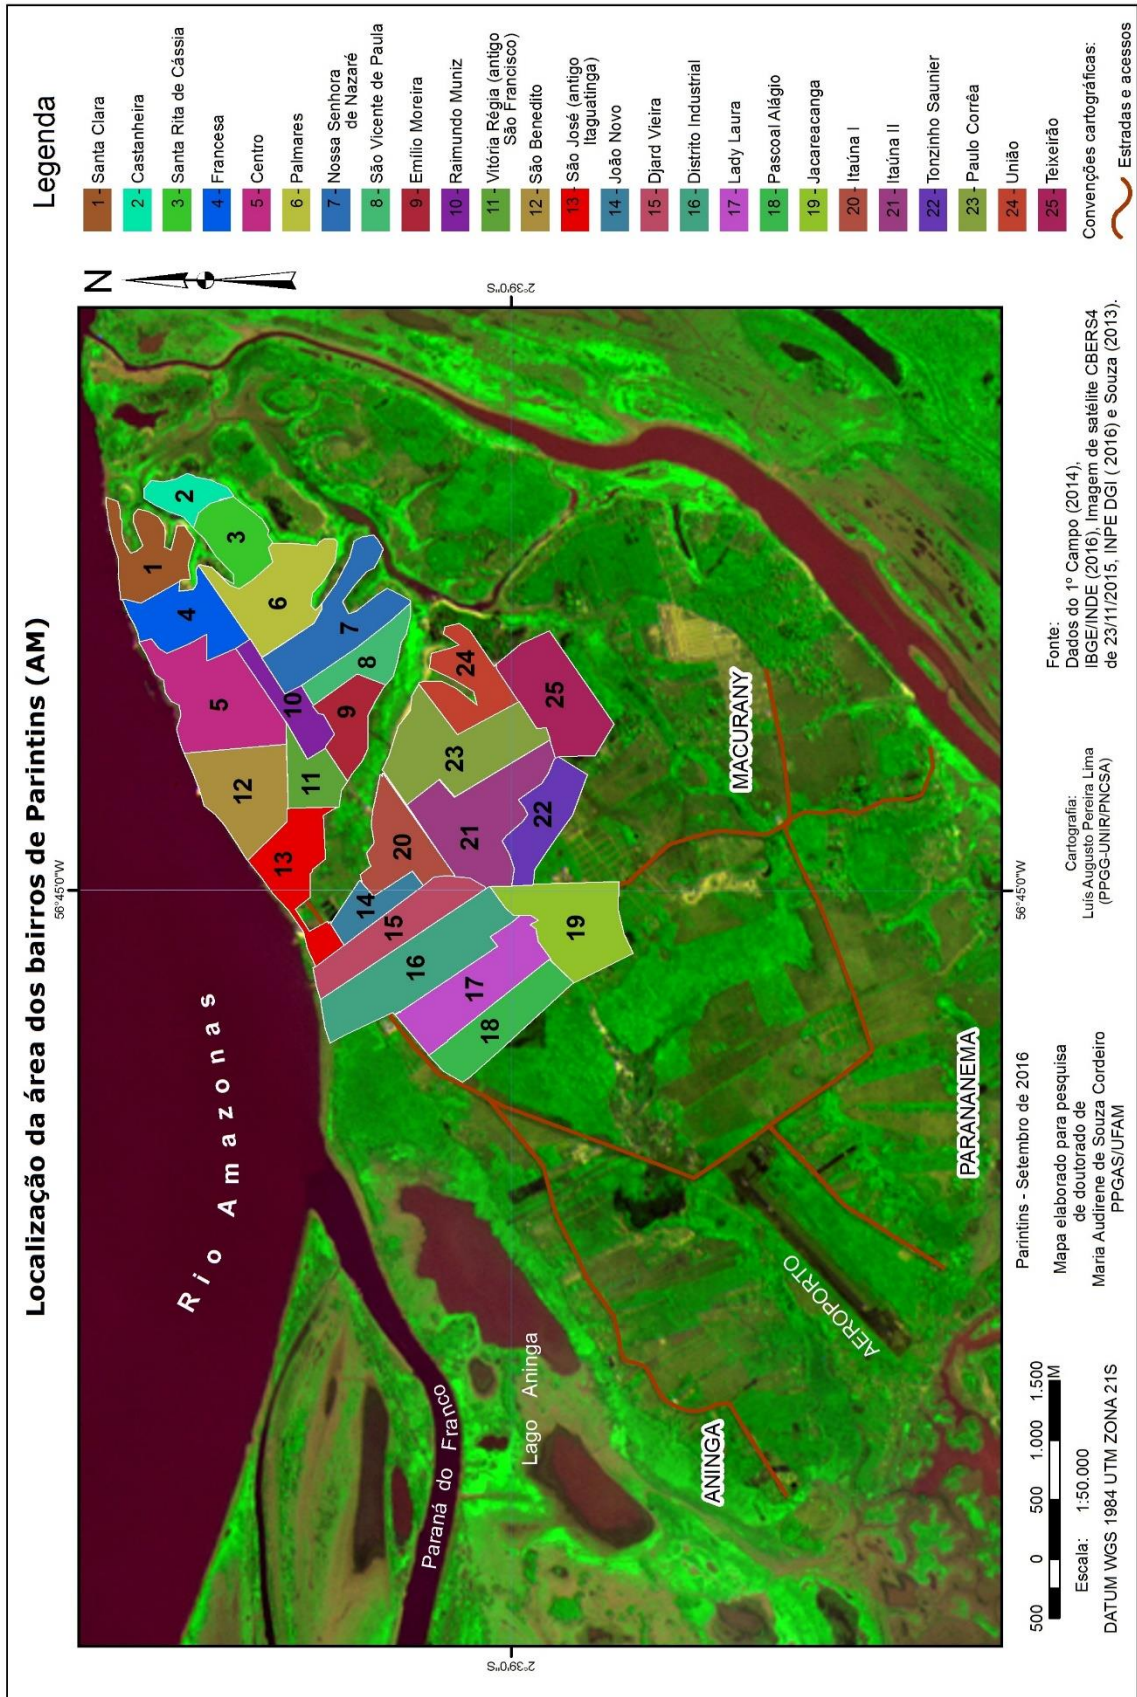 Localização da área dos bairros de Parintins (AM)
56°45'0"W
2°39'0"S
2°39'0"S
56°45'0"W
Rio Amazonas
Paraná do Franco
Lago Aninga
ANINGA
AEROPORTO
PARANANEMA
MACURANY
1
2
3
4
5
6
7
8
9
10
11
12
13
14
15
16
17
18
19
20
21
22
23
24
25
N
Legenda
1 - Santa Clara
2 - Castanheira
3 - Santa Rita de Cássia
4 - Francesa
5 - Centro
6 - Palmares
7 - Nossa Senhora
de Nazaré
8 - São Vicente de Paula
9 - Emílio Moreira
10 - Raimundo Muniz
11 - Vitória Régia (antigo
São Francisco)
12 - São Benedito
13 - São José (antigo
Itaguatinga)
14 - João Novo
15 - Djard Vieira
16 - Distrito Industrial
17 - Lady Laura
18 - Pascoal Alágio
19 - Jacareacanga
20 - Itaúna I
21 - Itaúna II
22 - Tonzinho Saunier
23 - Paulo Corrêa
24 - União
25 - Teixeirão
Convenções cartográficas:
Estradas e acessos
500 0 500 1.000 1.500
M
Escala: 1:50.000
DATUM WGS 1984 UTM ZONA 21S
Parintins - Setembro de 2016
Mapa elaborado para pesquisa
de doutorado de
Maria Audirene de Souza Cordeiro
PPGAS/UFAM
Cartografia:
Luís Augusto Pereira Lima
(PPGG-UNIR/PNCSA)
Fonte:
Dados do 1º Campo (2014),
IBGE/INDE (2016), Imagem de satélite CBERS4
de 23/11/2015, INPE DGI ( 2016) e Souza (2013).